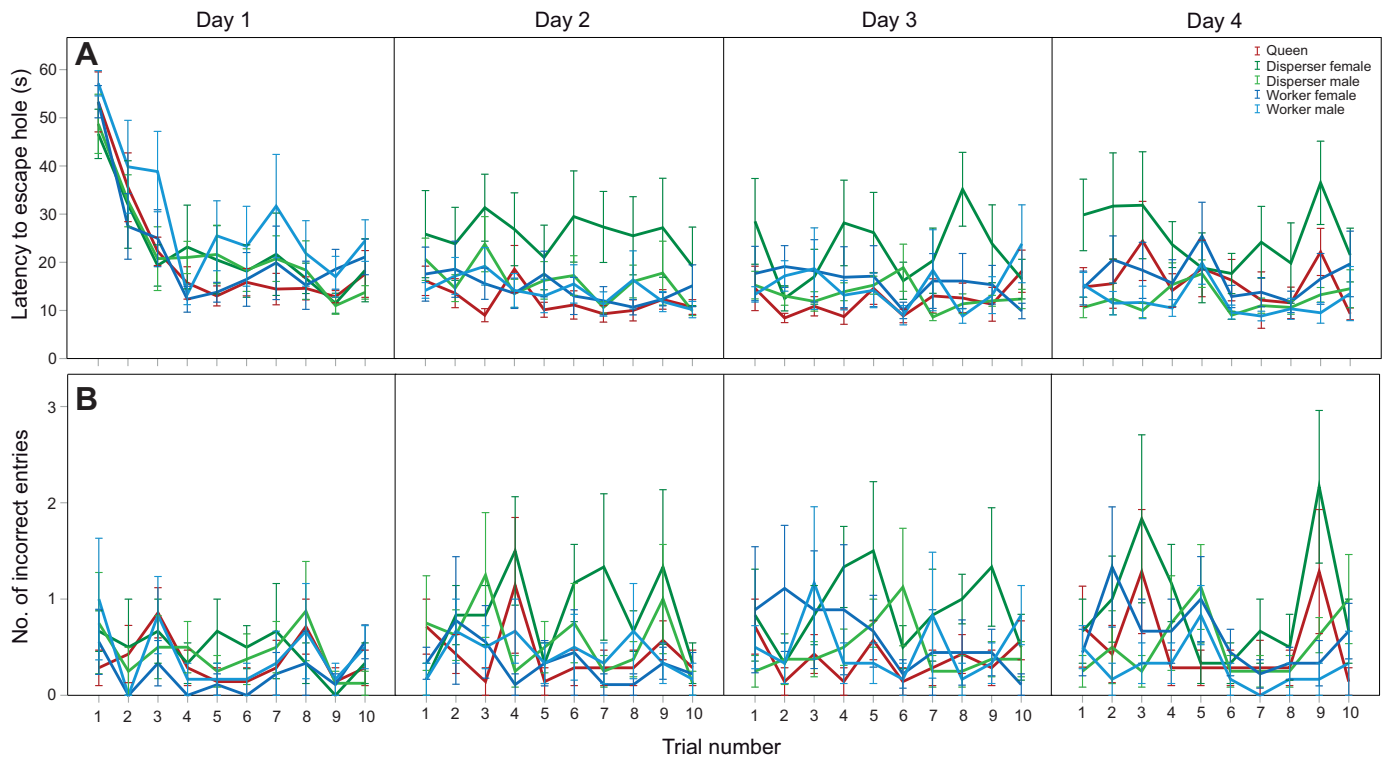 Day 1 Day 2 Day 3 Day 4
A
Latency to escape hole (s)
60
50
40
30
20
10
0
Queen
Disperser female
Disperser male
Worker female
Worker male
B
No. of incorrect entries
3
2
1
0
1 2 3 4 5 6 7 8 9 10 1 2 3 4 5 6 7 8 9 10 1 2 3 4 5 6 7 8 9 10 1 2 3 4 5 6 7 8 9 10
Trial number